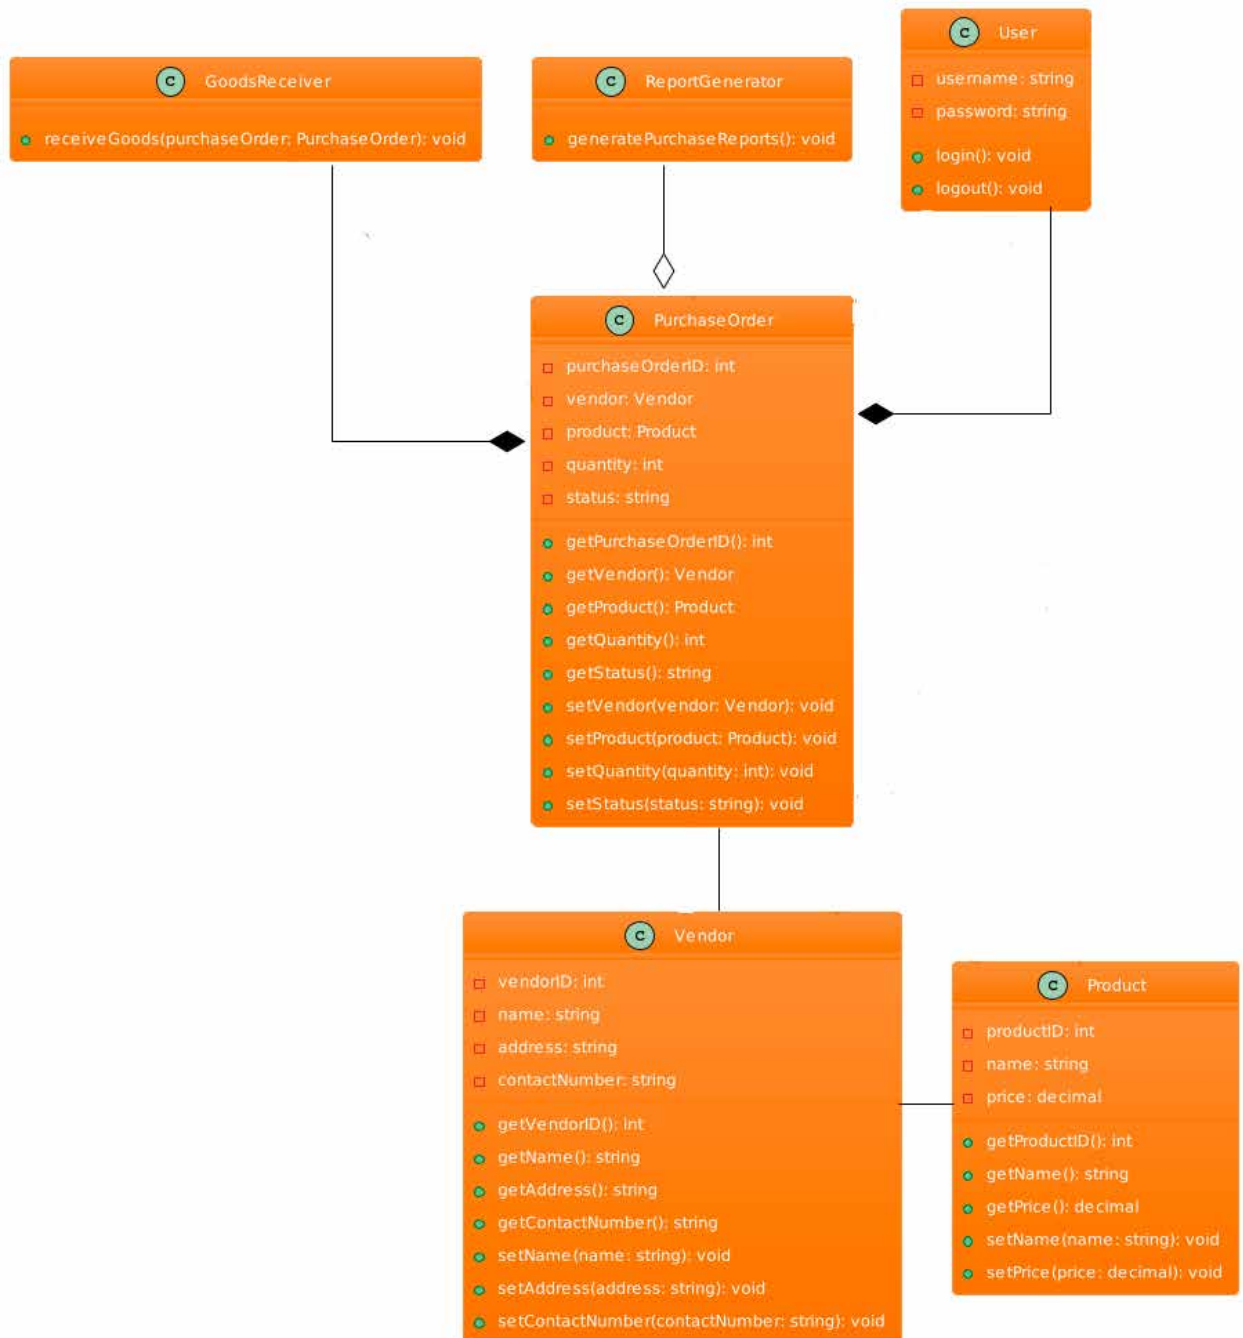 C GoodsReceiver
receiveGoods(purchaseOrder: PurchaseOrder): void
C ReportGenerator
generatePurchaseReports(): void
C User
username: string
password: string
login(): void
logout(): void
C PurchaseOrder
purchaseOrderID: int
vendor: Vendor
product: Product
quantity: int
status: string
getPurchaseOrderID(): int
getVendor(): Vendor
getProduct(): Product
getQuantity(): int
getStatus(): string
setVendor(vendor: Vendor): void
setProduct(product: Product): void
setQuantity(quantity: int): void
setStatus(status: string): void
C Vendor
vendorID: int
name: string
address: string
contactNumber: string
getVendorID(): int
getName(): string
getAddress(): string
getContactNumber(): string
setName(name: string): void
setAddress(address: string): void
setContactNumber(contactNumber: string): void
C Product
productID: int
name: string
price: decimal
getProductID(): int
getName(): string
getPrice(): decimal
setName(name: string): void
setPrice(price: decimal): void